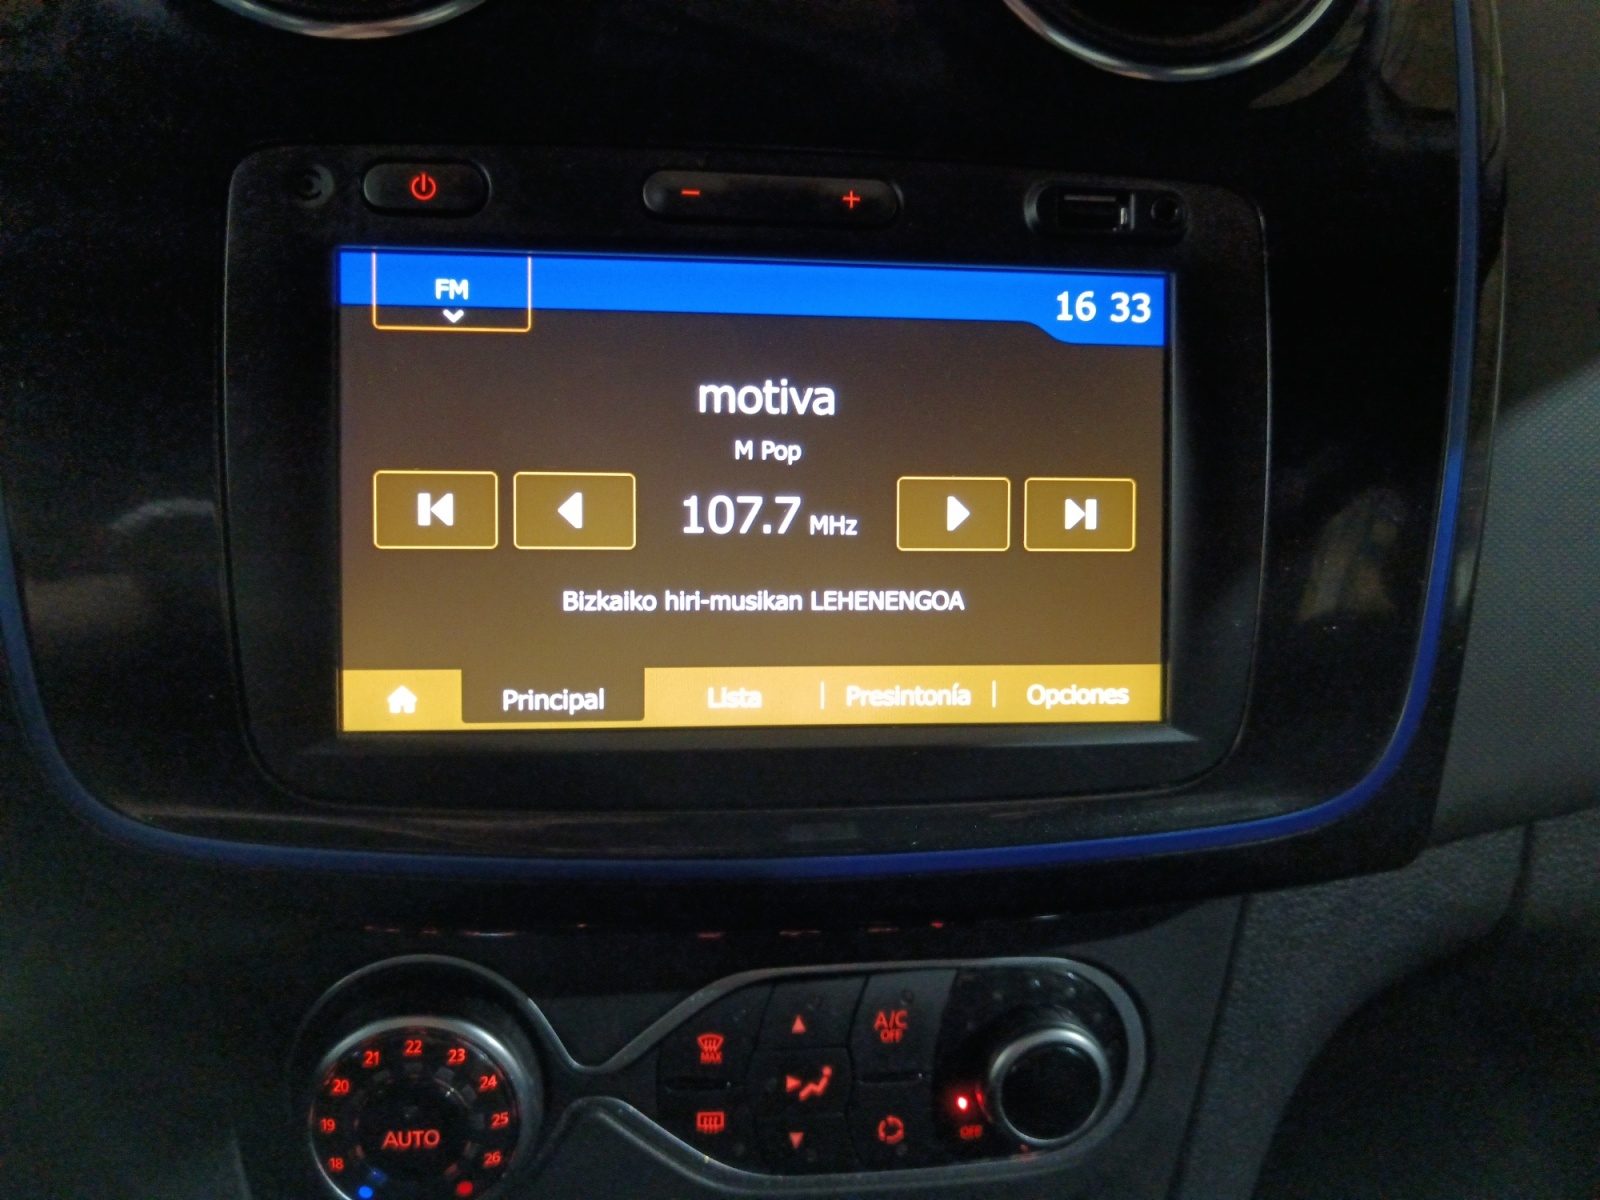 FM
16 33
motiva
M Pop
107.7 MHz
Bizkaiko hiri-musikan LEHENENGOA
Principal
Lista
Presintonía
Opciones
18
19
20
21
22
23
24
25
26
AUTO
MAX
A/C
OFF
OFF